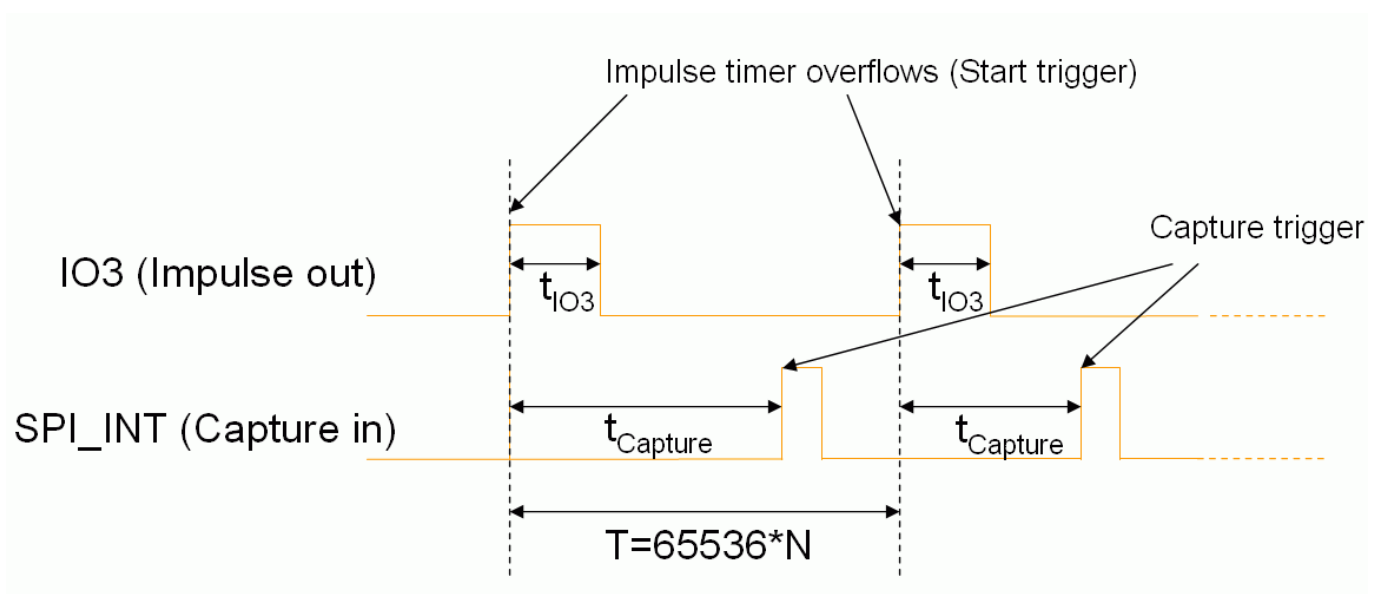 Impulse timer overflows (Start trigger)
Capture trigger
IO3 (Impulse out)
tIO3
tIO3
SPI_INT (Capture in)
tCapture
tCapture
T=65536*N